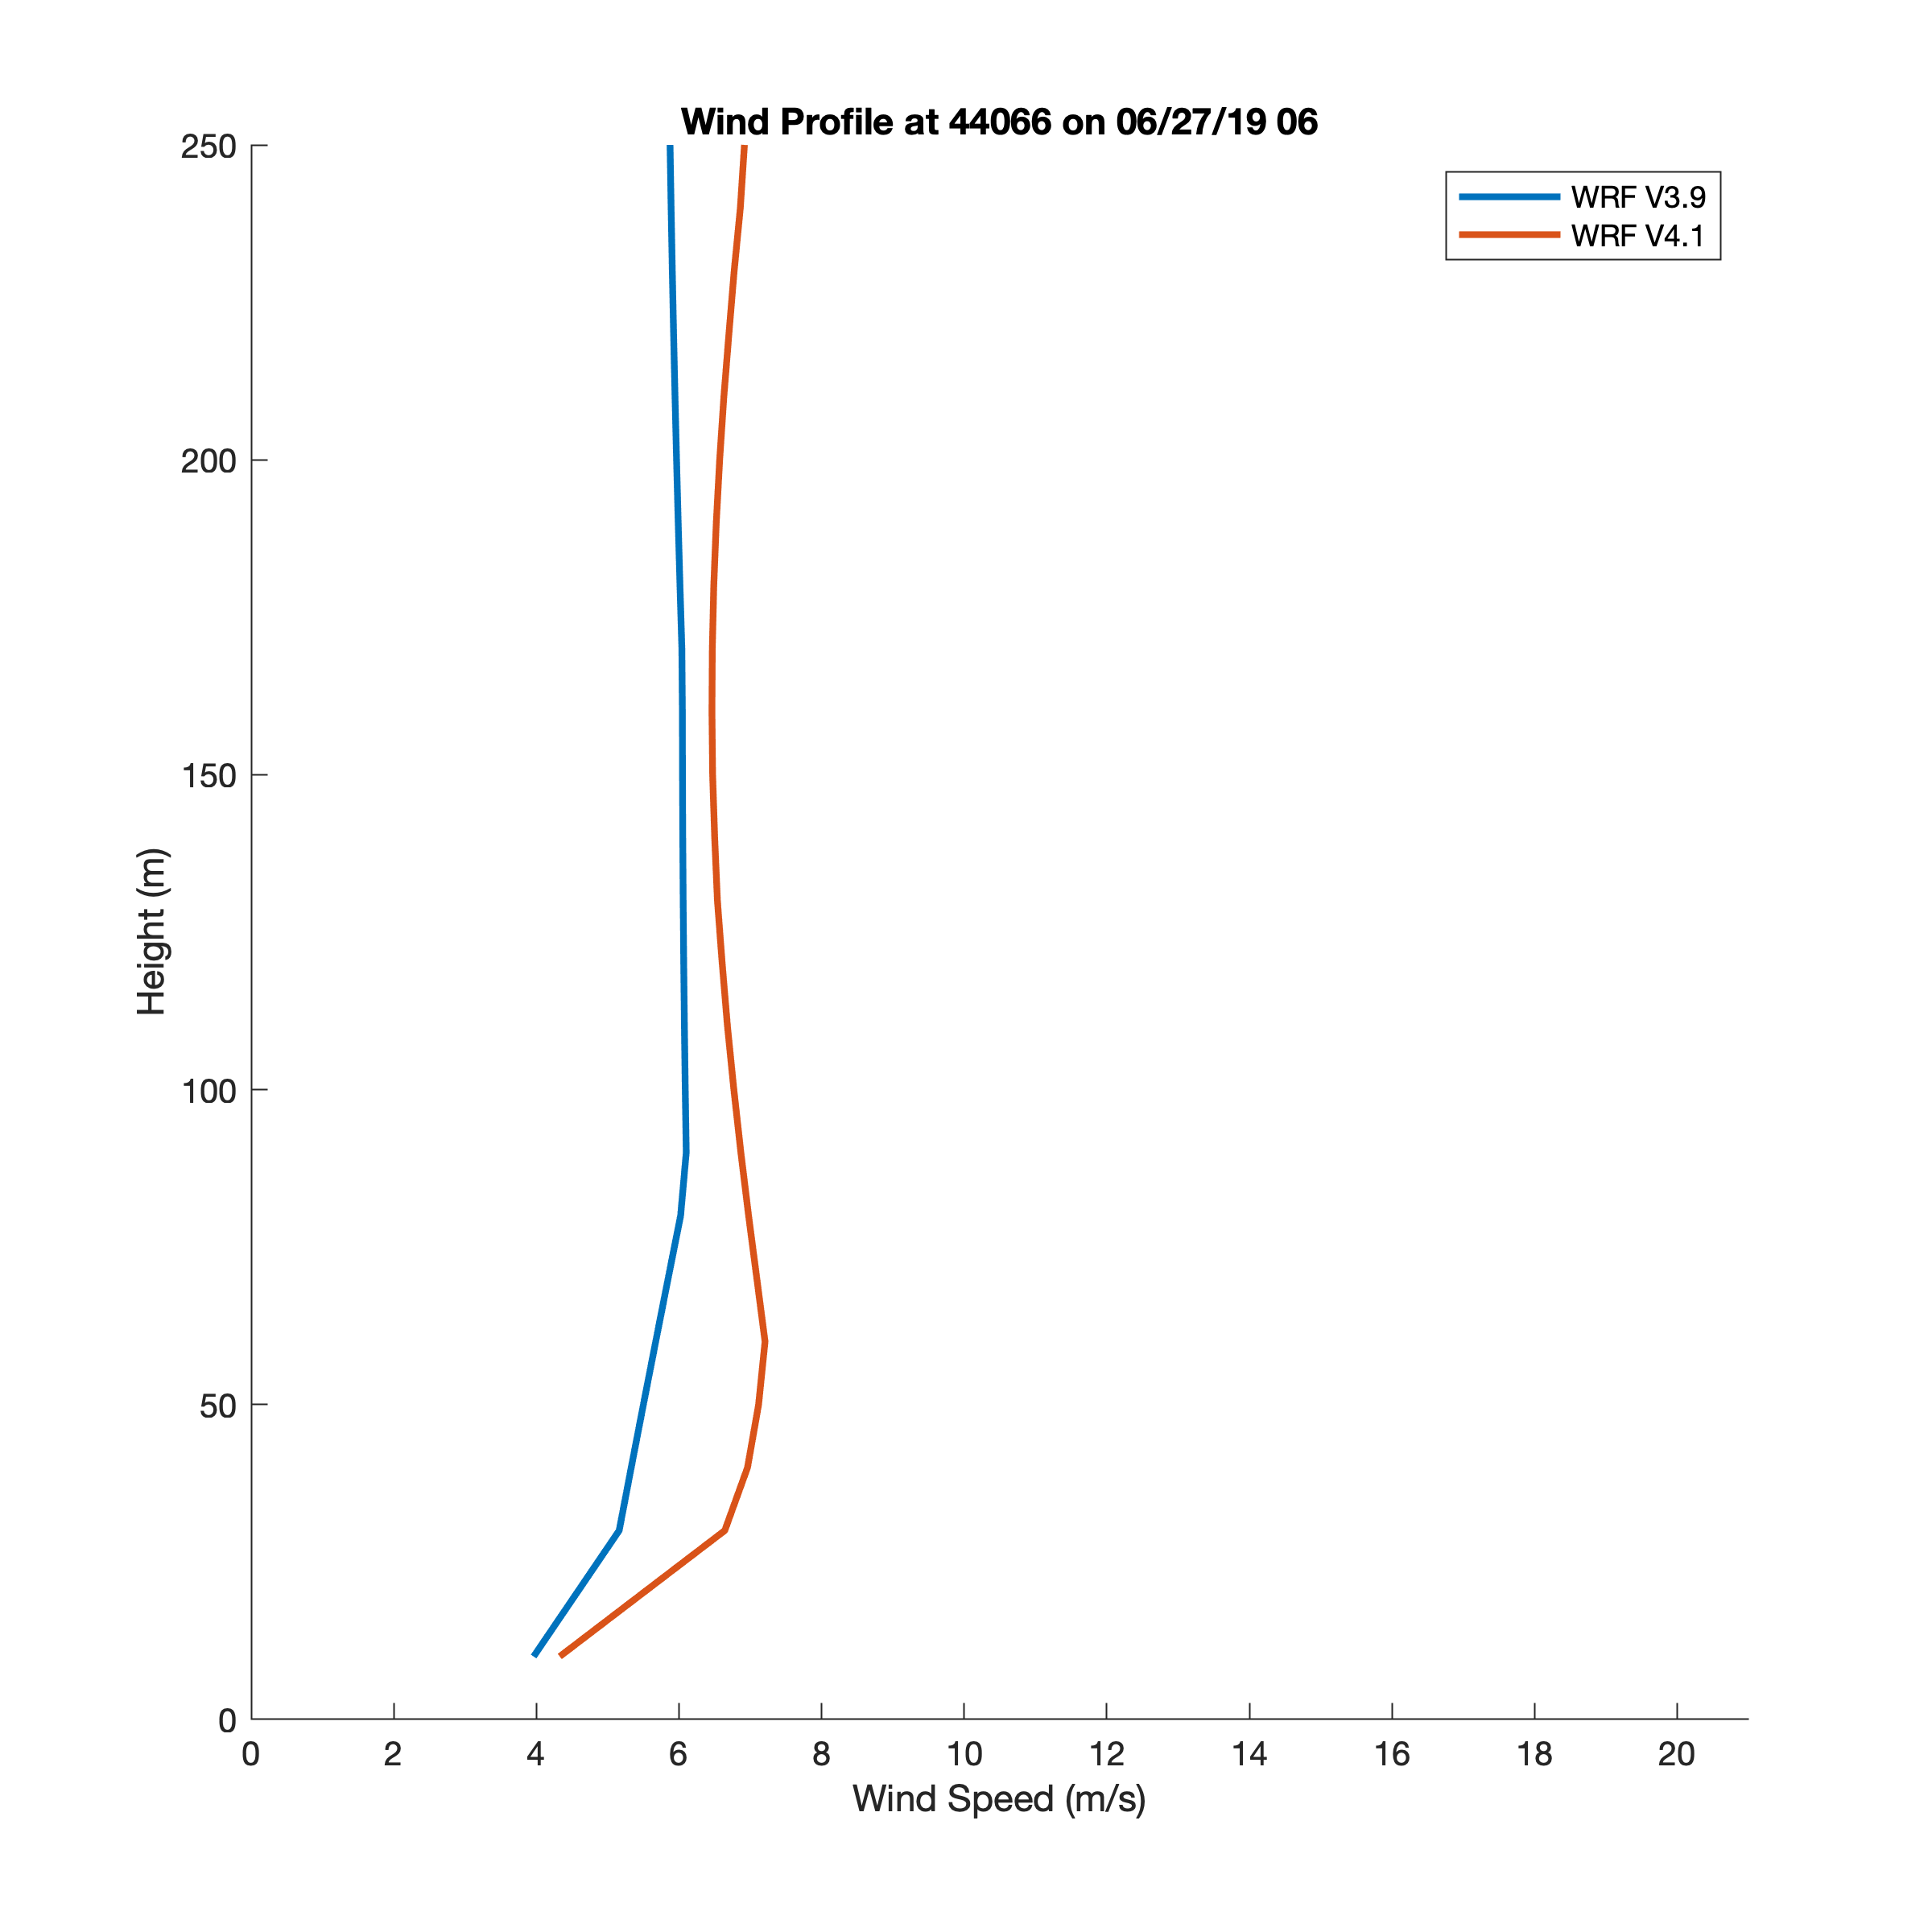 Wind Profile at 44066 on 06/27/19 06
WRF V3.9
WRF V4.1
250
200
150
100
50
0
Height (m)
0 2 4 6 8 10 12 14 16 18 20
Wind Speed (m/s)